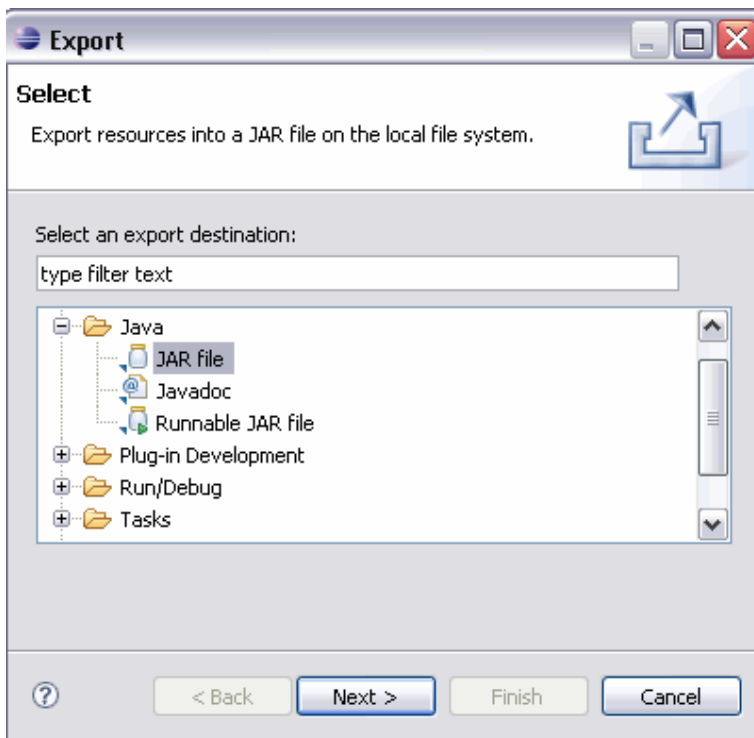 Export
Select
Export resources into a JAR file on the local file system.
Select an export destination:
type filter text
Java
JAR file
Javadoc
Runnable JAR file
Plug-in Development
Run/Debug
Tasks
?
< Back
Next >
Finish
Cancel